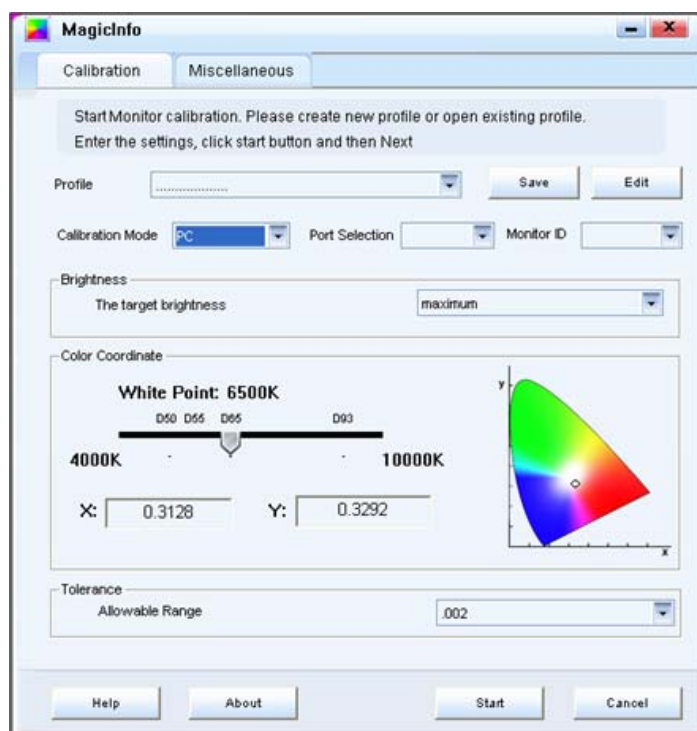 MagicInfo
Calibration Miscellaneous
Start Monitor calibration. Please create new profile or open existing profile.
Enter the settings, click start button and then Next
Profile .................... Save Edit
Calibration Mode PC Port Selection Monitor ID
Brightness
The target brightness maximum
Color Coordinate
White Point: 6500K
D50 D55 D65 D93
4000K 10000K
X: 0.3128 Y: 0.3292
y
x
Tolerance
Allowable Range .002
Help About Start Cancel